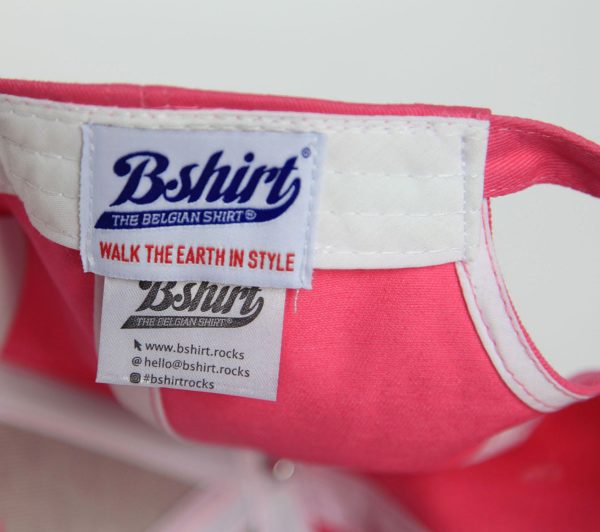 Bshirt®
THE BELGIAN SHIRT®
WALK THE EARTH IN STYLE
Bshirt
THE BELGIAN SHIRT®
www.bshirt.rocks
@ hello@bshirt.rocks
#bshirtrocks